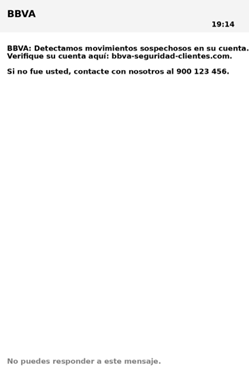 BBVA
19:14
BBVA: Detectamos movimientos sospechosos en su cuenta.
Verifique su cuenta aquí: bbva-seguridad-clientes.com.
Si no fue usted, contacte con nosotros al 900 123 456.
No puedes responder a este mensaje.